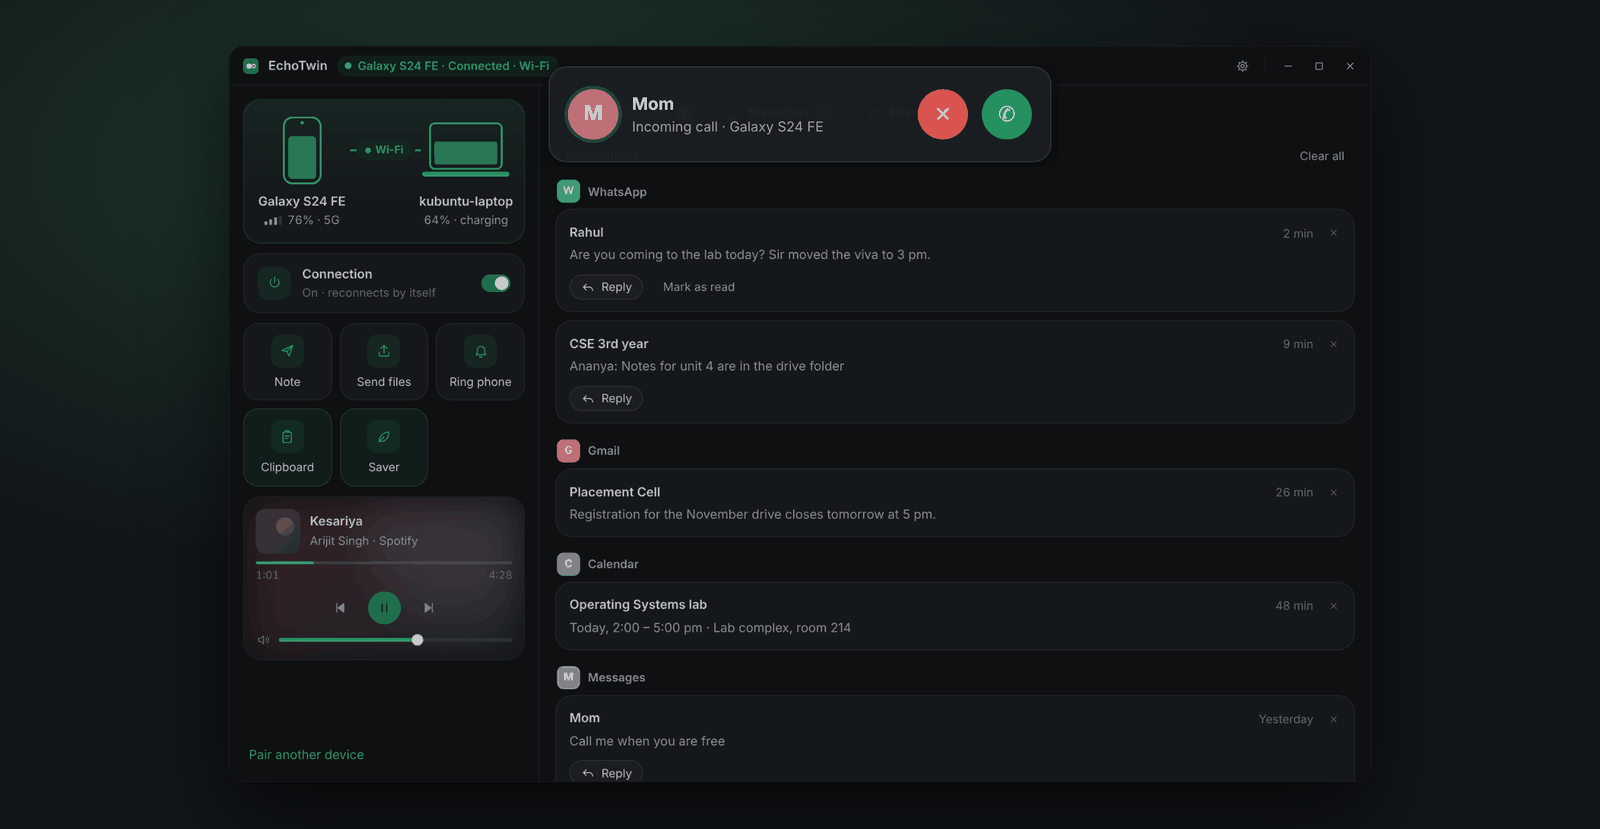 EchoTwin
Galaxy S24 FE · Connected · Wi-Fi
M
Mom
Incoming call · Galaxy S24 FE
Wi-Fi
Galaxy S24 FE
76% · 5G
kubuntu-laptop
64% · charging
Connection
On · reconnects by itself
Note
Send files
Ring phone
Clipboard
Saver
Kesariya
Arijit Singh · Spotify
1:01
4:28
Pair another device
Clear all
W WhatsApp
Rahul
2 min
Are you coming to the lab today? Sir moved the viva to 3 pm.
Reply
Mark as read
CSE 3rd year
9 min
Ananya: Notes for unit 4 are in the drive folder
Reply
G Gmail
Placement Cell
26 min
Registration for the November drive closes tomorrow at 5 pm.
C Calendar
Operating Systems lab
48 min
Today, 2:00 – 5:00 pm · Lab complex, room 214
M Messages
Mom
Yesterday
Call me when you are free
Reply